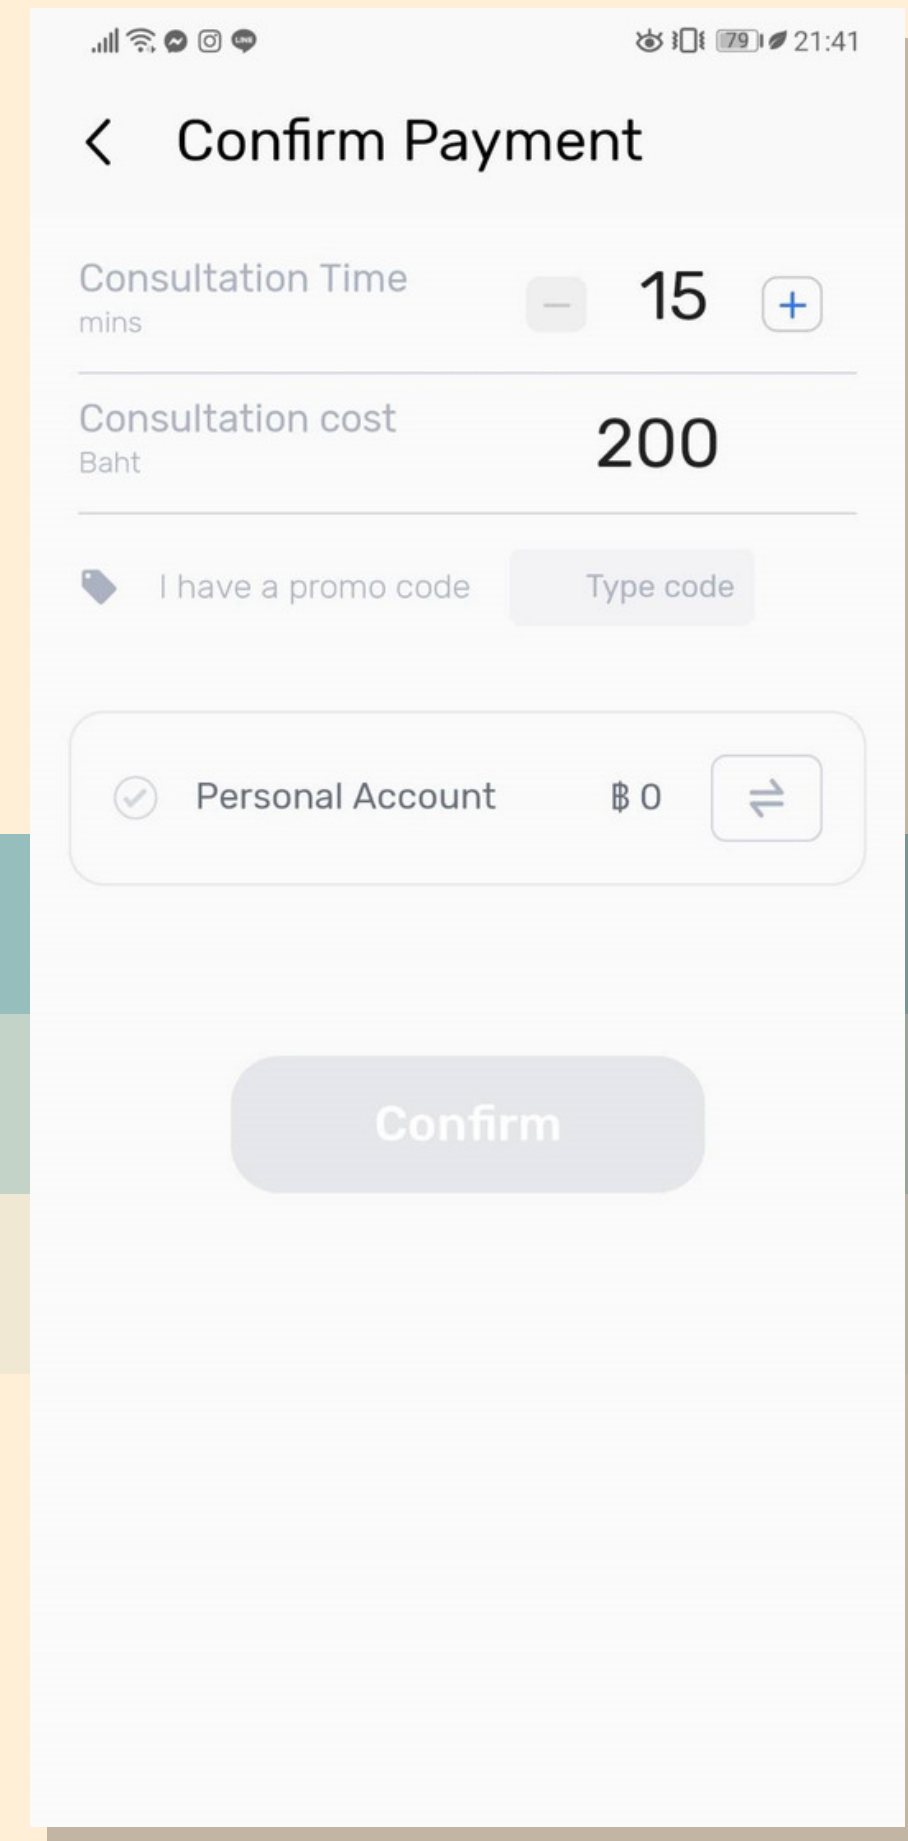 79 21:41
Confirm Payment
Consultation Time
mins
15
Consultation cost
Baht
200
I have a promo code Type code
Personal Account ฿ 0
Confirm